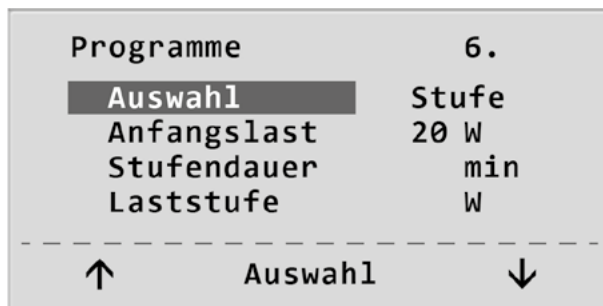 Programme 6.
Auswahl Stufe
Anfangslast 20 W
Stufendauer min
Laststufe W
↑ Auswahl ↓